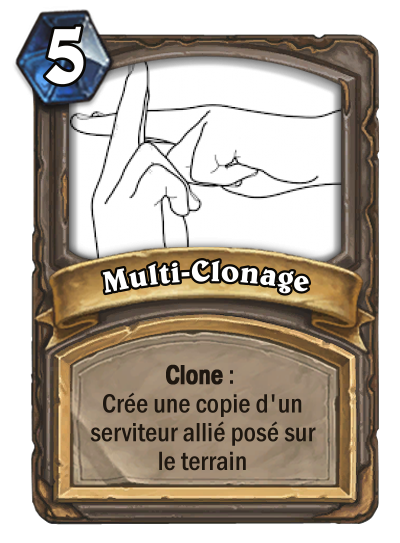 5
Multi-Clonage
Clone :
Crée une copie d'un
serviteur allié posé sur
le terrain